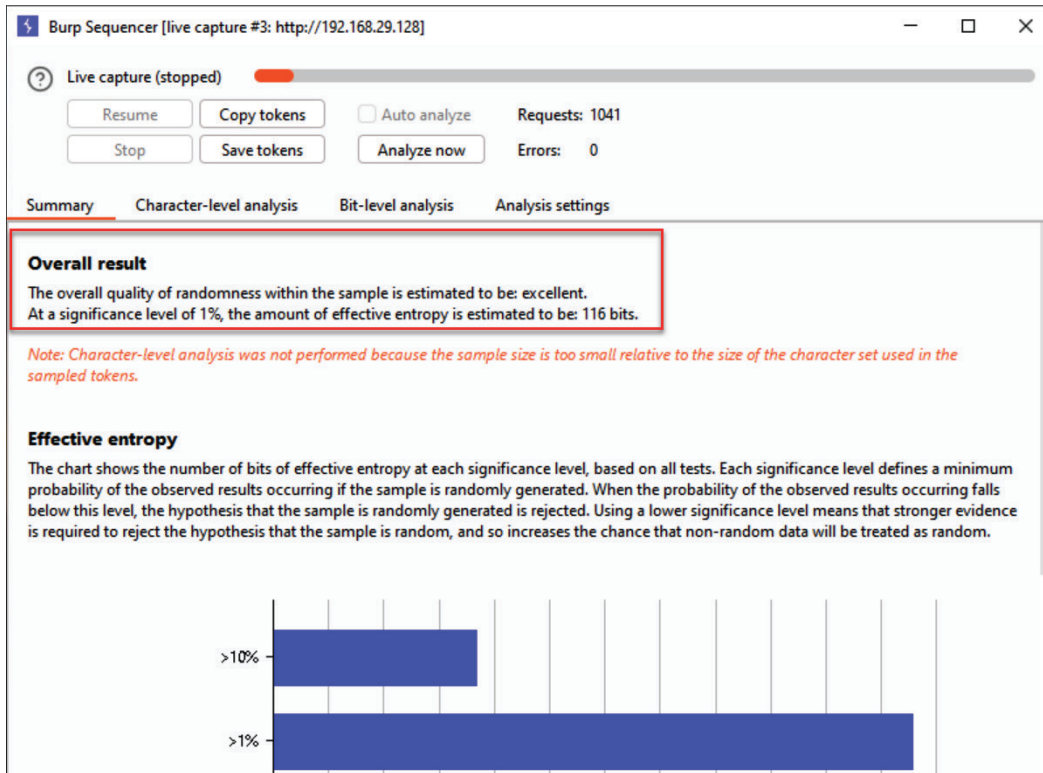 Burp Sequencer [live capture #3: http://192.168.29.128]
Live capture (stopped)
Resume Copy tokens Auto analyze Requests: 1041
Stop Save tokens Analyze now Errors: 0
Summary Character-level analysis Bit-level analysis Analysis settings
Overall result
The overall quality of randomness within the sample is estimated to be: excellent.
At a significance level of 1%, the amount of effective entropy is estimated to be: 116 bits.
Note: Character-level analysis was not performed because the sample size is too small relative to the size of the character set used in the
sampled tokens.
Effective entropy
The chart shows the number of bits of effective entropy at each significance level, based on all tests. Each significance level defines a minimum
probability of the observed results occurring if the sample is randomly generated. When the probability of the observed results occurring falls
below this level, the hypothesis that the sample is randomly generated is rejected. Using a lower significance level means that stronger evidence
is required to reject the hypothesis that the sample is random, and so increases the chance that non-random data will be treated as random.
>10%
>1%